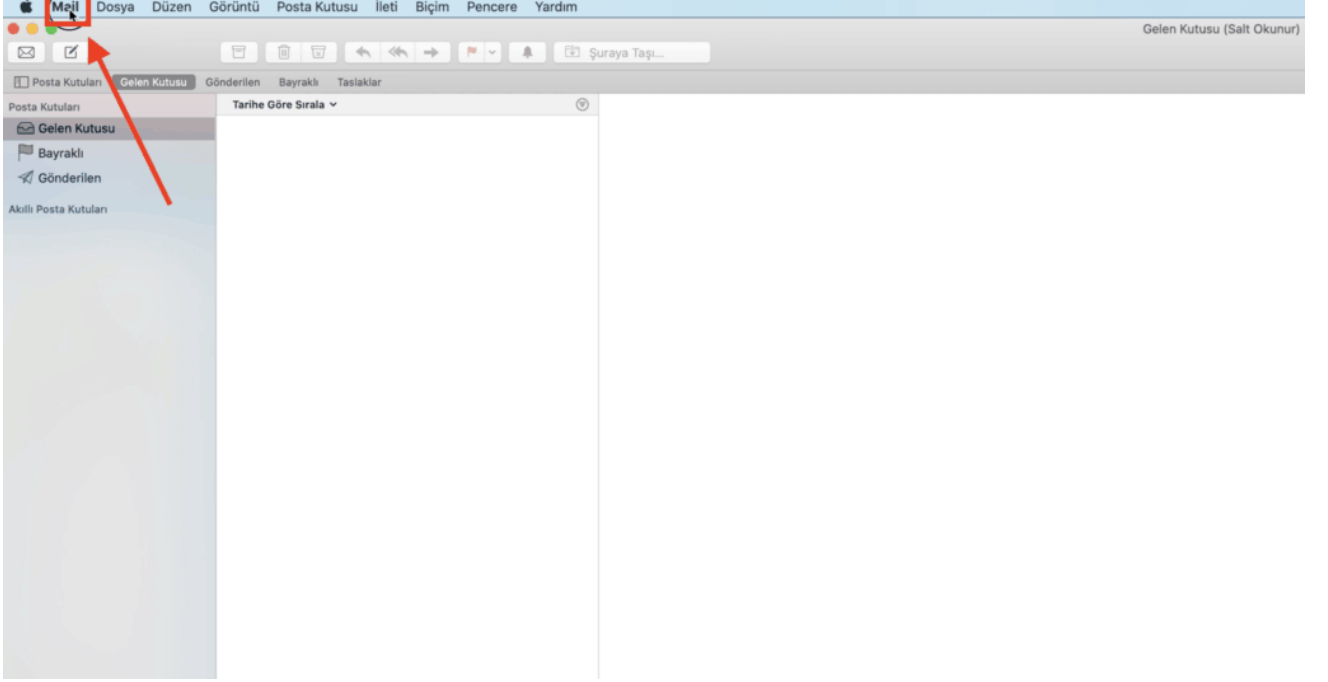 Mail Dosya Düzen Görüntü Posta Kutusu İleti Biçim Pencere Yardım
Gelen Kutusu (Salt Okunur)
Şuraya Taşı...
Posta Kutuları Gelen Kutusu Gönderilen Bayraklı Taslaklar
Posta Kutuları
Tarihe Göre Sırala
Gelen Kutusu
Bayraklı
Gönderilen
Akıllı Posta Kutuları